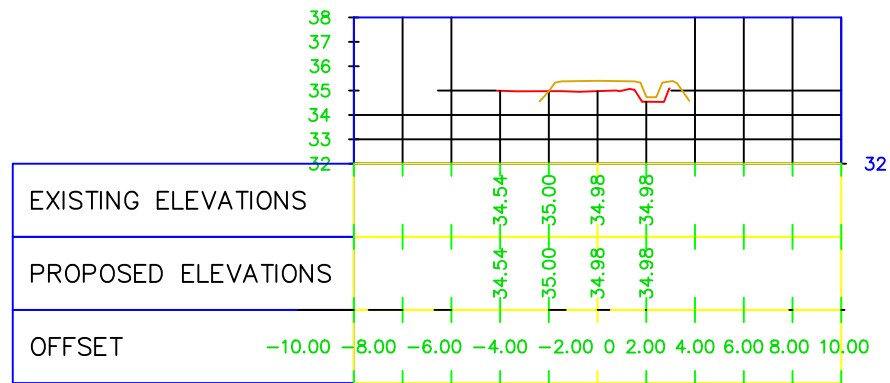 38
37
36
35
34
33
32 32
EXISTING ELEVATIONS 34.54 35.00 34.98 34.98
PROPOSED ELEVATIONS 34.54 35.00 34.98 34.98
OFFSET -10.00 -8.00 -6.00 -4.00 -2.00 0 2.00 4.00 6.00 8.00 10.00